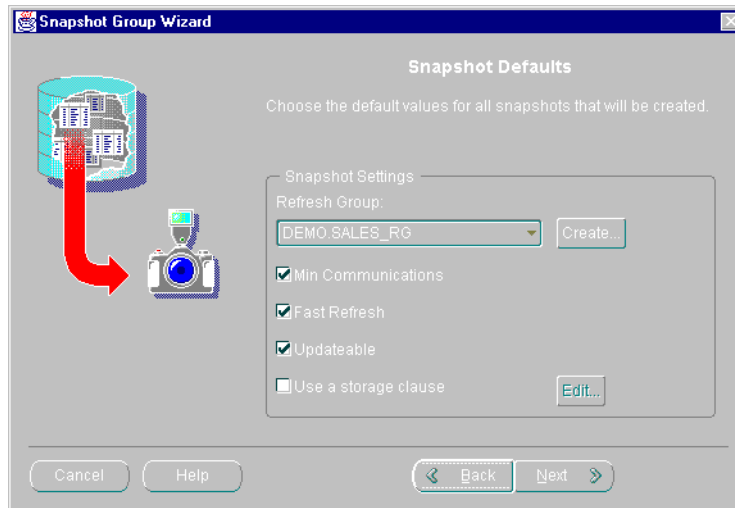 Snapshot Group Wizard
Snapshot Defaults
Choose the default values for all snapshots that will be created.
Snapshot Settings
Refresh Group:
DEMO.SALES_RG
Create...
Min Communications
Fast Refresh
Updateable
Use a storage clause
Edit...
Cancel
Help
Back
Next